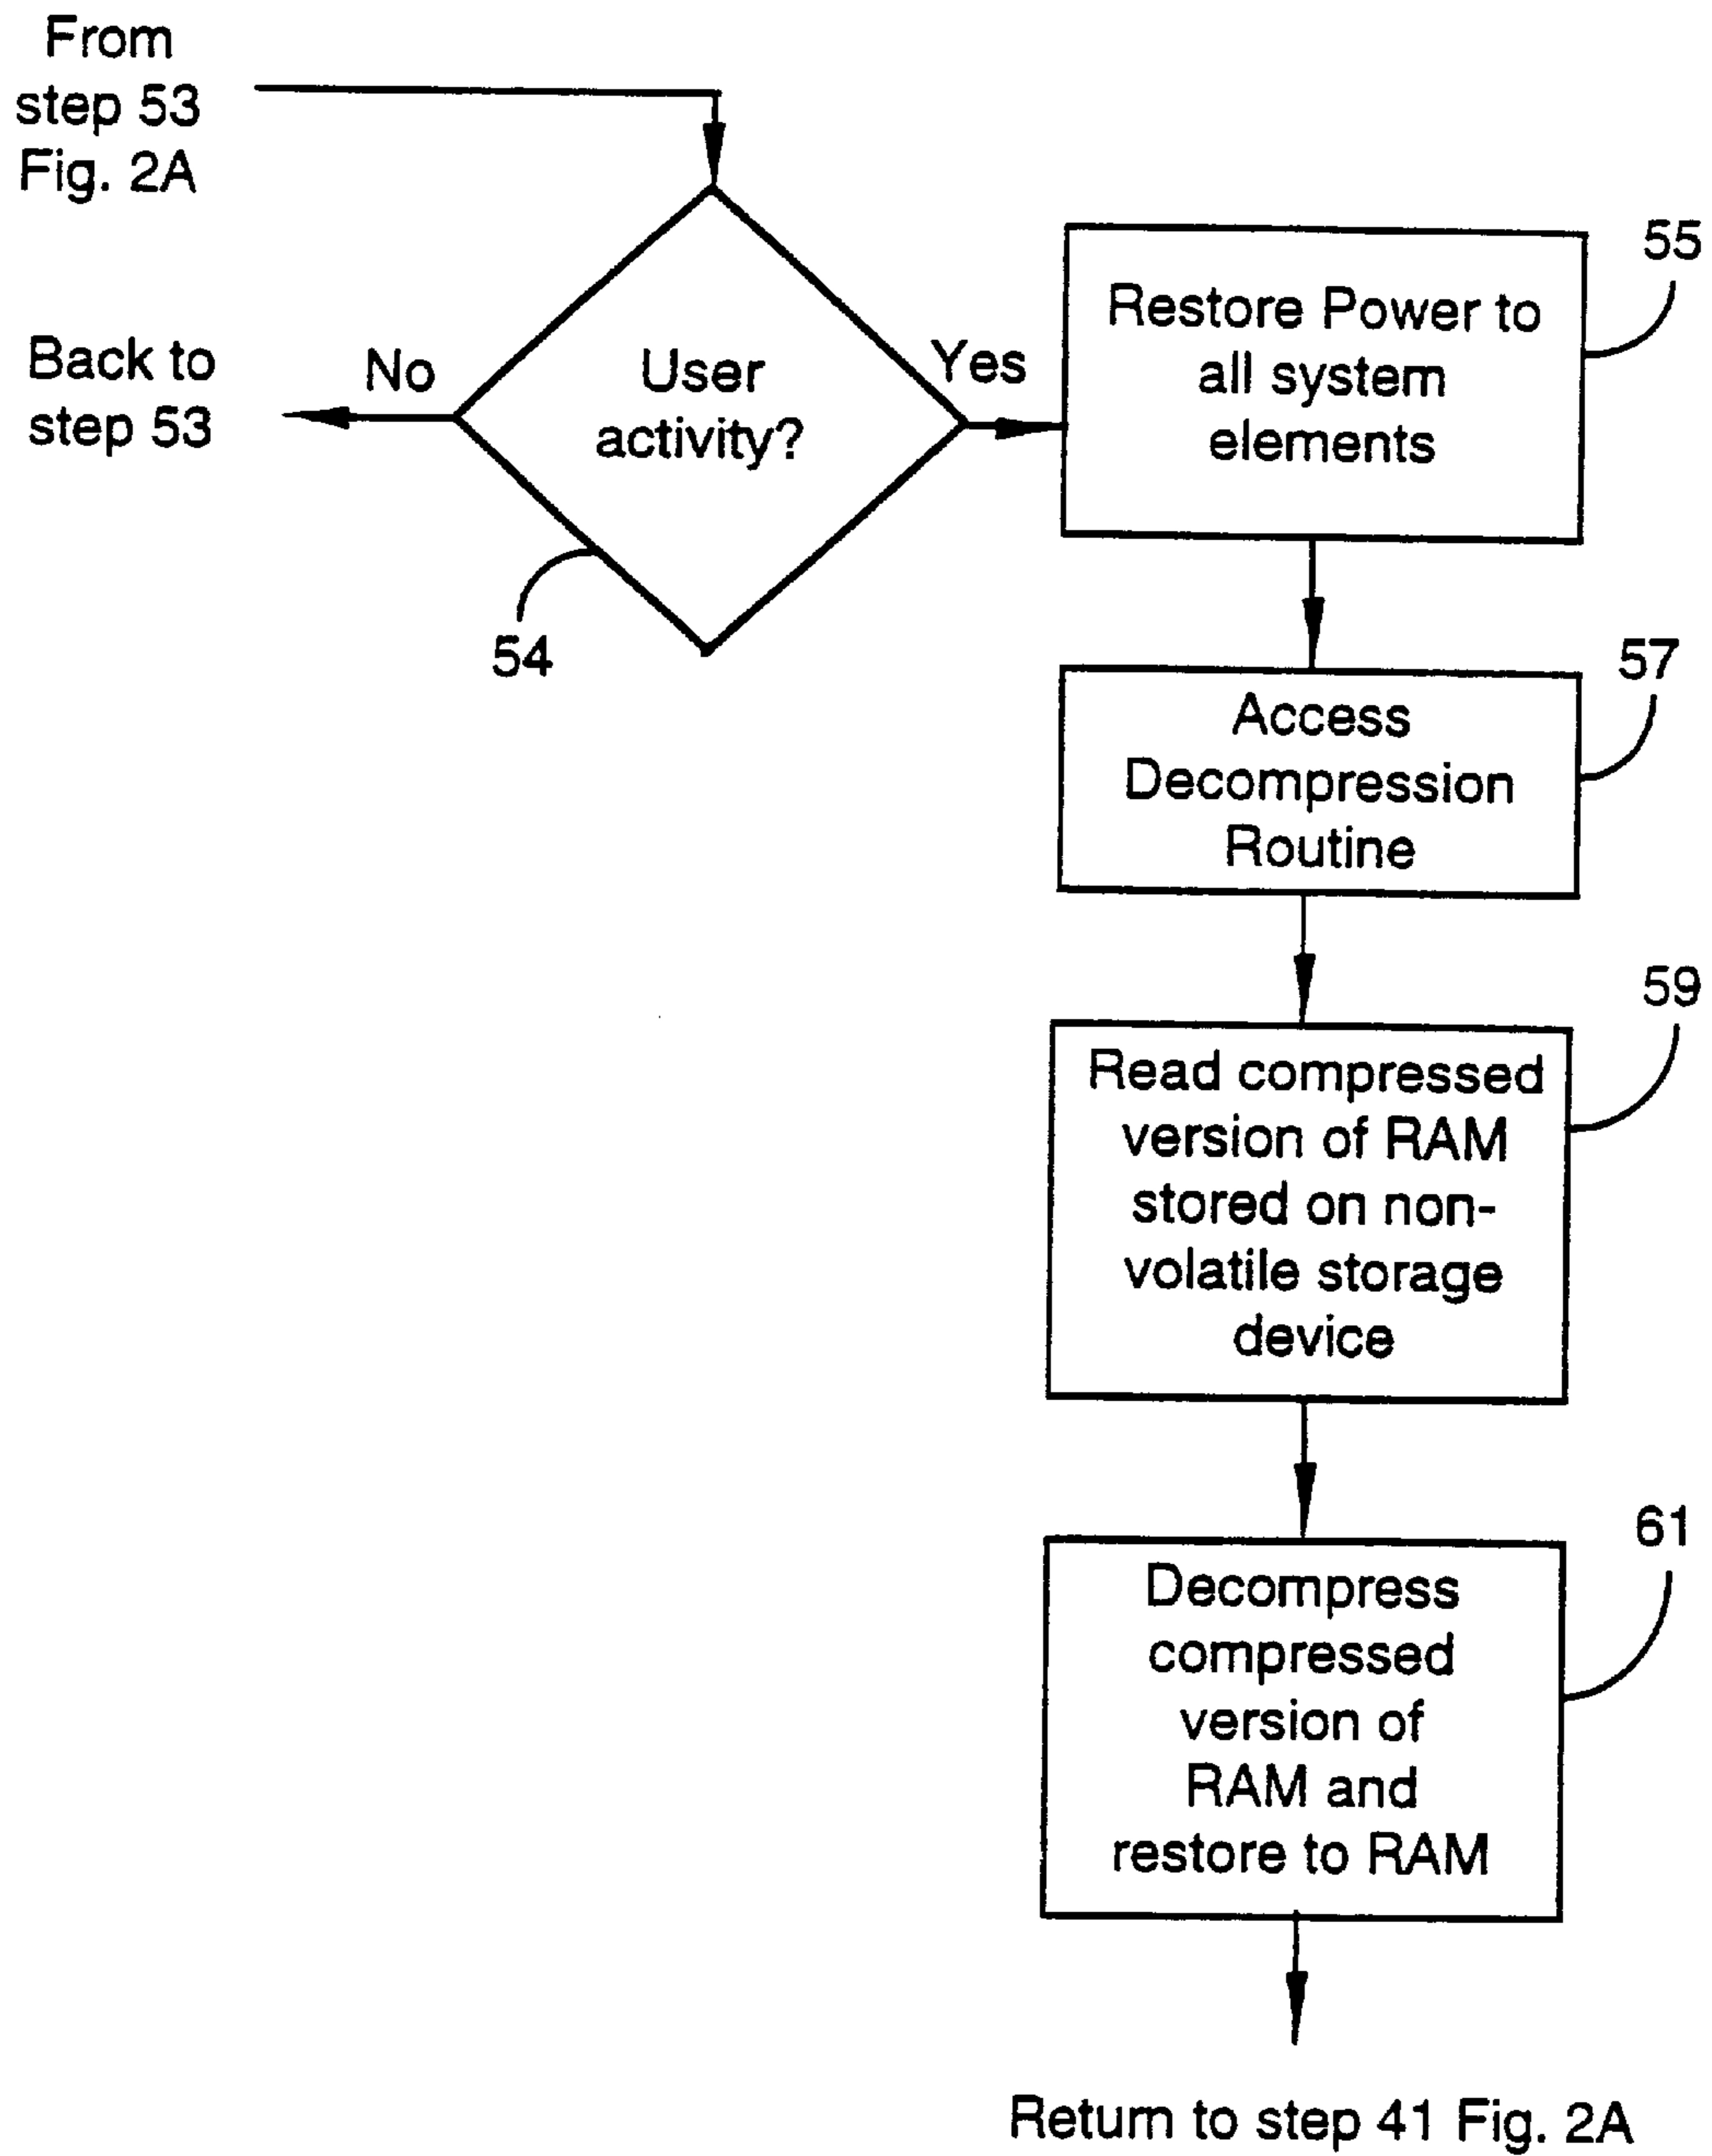 From
step 53
Fig. 2A
Back to
step 53
No
User
activity?
Yes
54
Restore Power to
all system
elements
55
Access
Decompression
Routine
57
Read compressed
version of RAM
stored on non-
volatile storage
device
59
Decompress
compressed
version of
RAM and
restore to RAM
61
Return to step 41 Fig. 2A